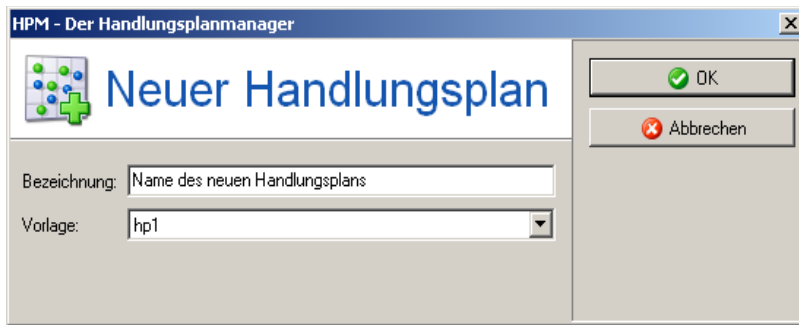 HPM - Der Handlungsplanmanager
Neuer Handlungsplan
OK
Abbrechen
Bezeichnung: Name des neuen Handlungsplans
Vorlage: hp1